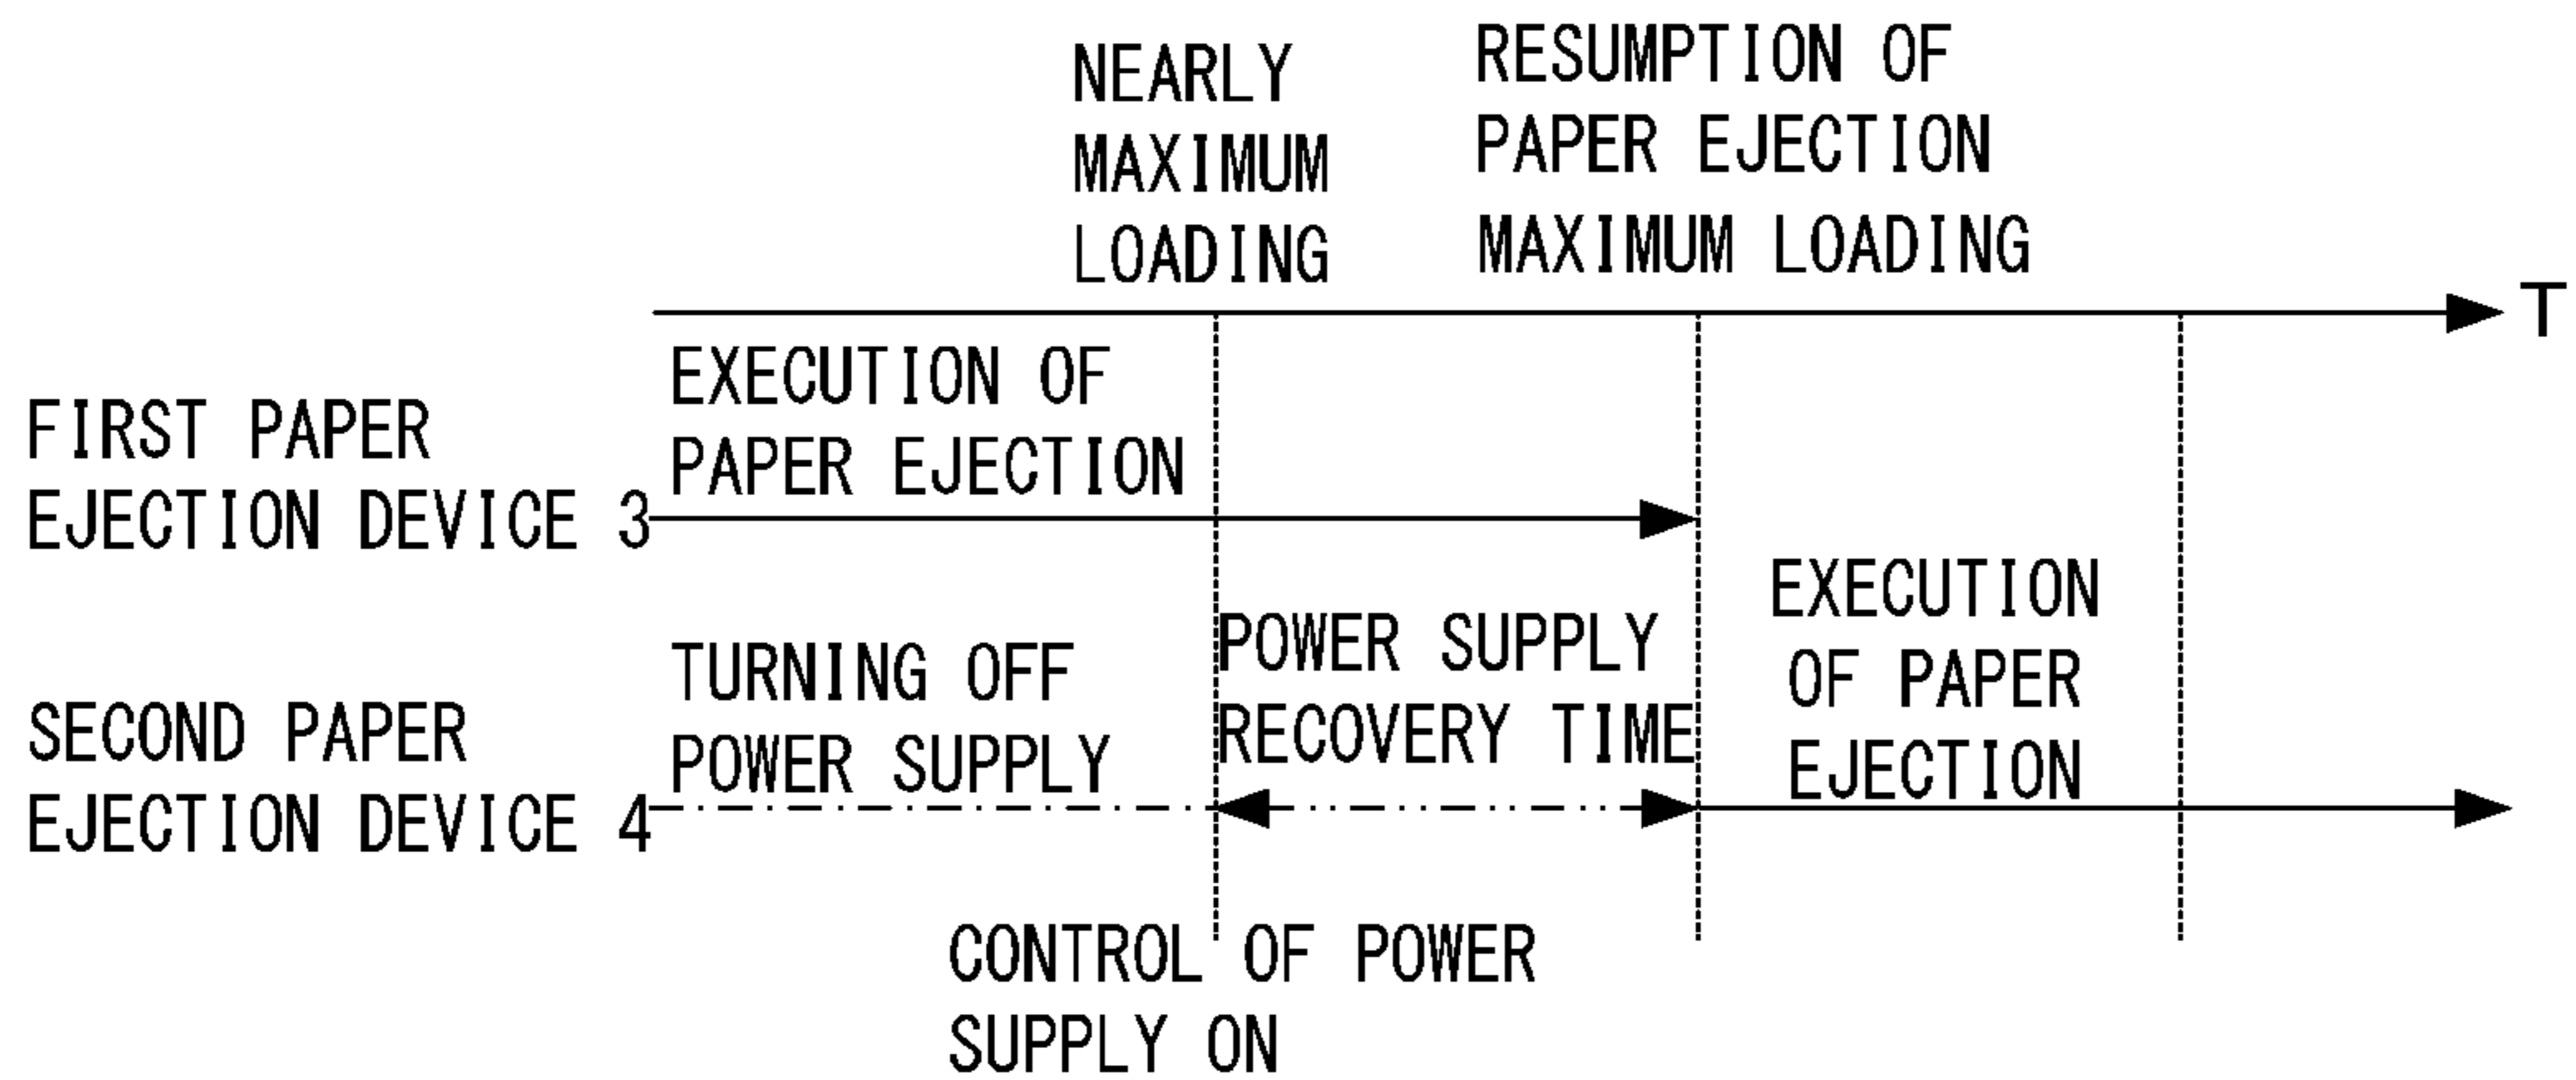 NEARLY
MAXIMUM
LOADING
RESUMPTION OF
PAPER EJECTION
MAXIMUM LOADING
T
FIRST PAPER
EJECTION DEVICE 3
EXECUTION OF
PAPER EJECTION
SECOND PAPER
EJECTION DEVICE 4
TURNING OFF
POWER SUPPLY
POWER SUPPLY
RECOVERY TIME
EXECUTION
OF PAPER
EJECTION
CONTROL OF POWER
SUPPLY ON